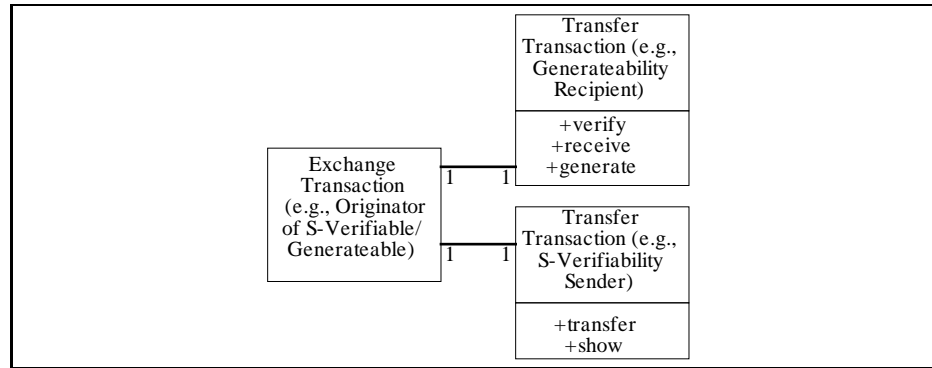 Transfer
Transaction (e.g.,
Generateability
Recipient)
+verify
+receive
+generate
Exchange
Transaction
(e.g., Originator
of S-Verifiable/
Generateable)
1 1
1 1
Transfer
Transaction (e.g.,
S-Verifiability
Sender)
+transfer
+show